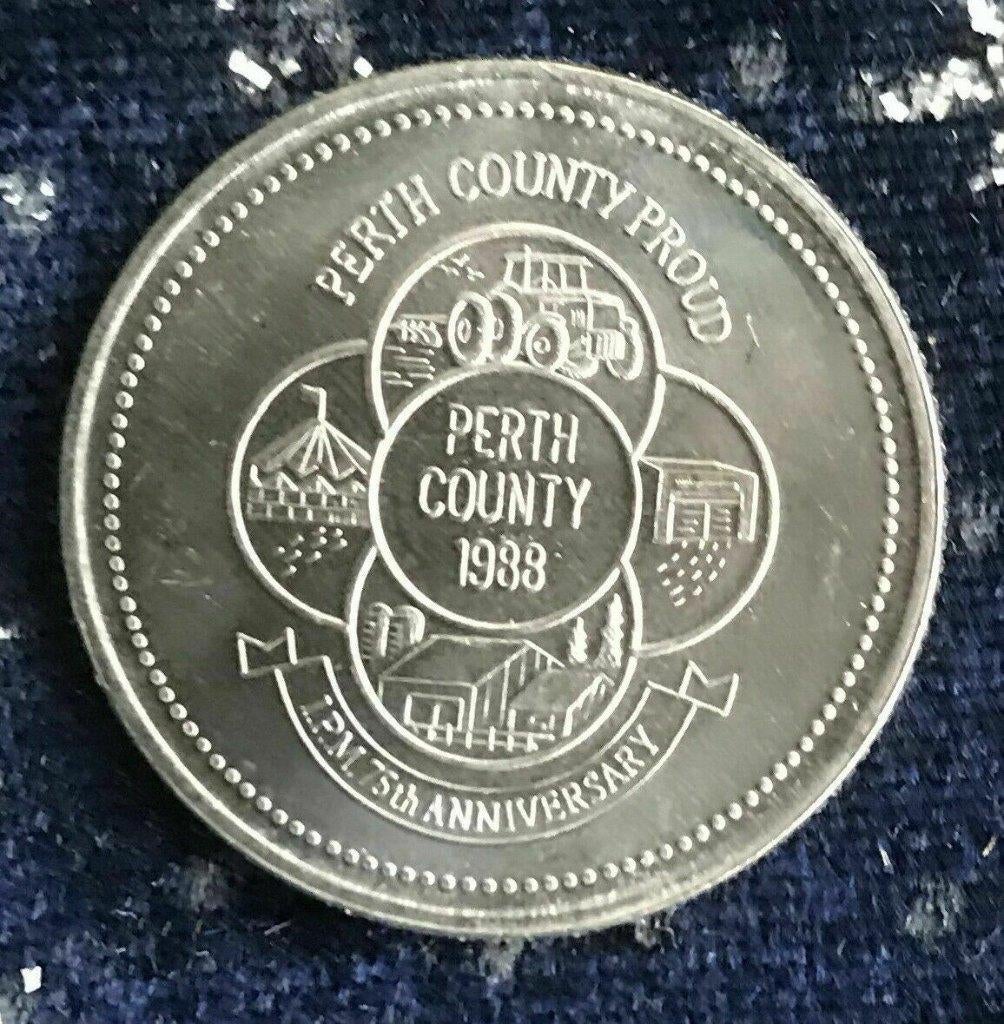 PERTH COUNTY PROUD
PERTH
COUNTY
1988
I.P.M. 75th ANNIVERSARY